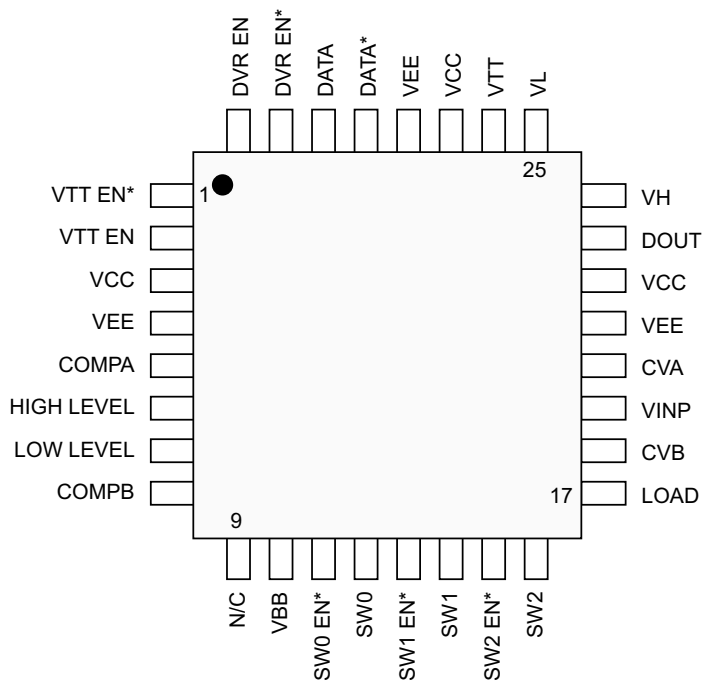 DVR EN
DVR EN*
DATA
DATA*
VEE
VCC
VTT
VL
25
VTT EN*
1
VH
VTT EN
DOUT
VCC
VCC
VEE
VEE
COMPA
CVA
HIGH LEVEL
VINP
LOW LEVEL
CVB
COMPB
17
LOAD
9
N/C
VBB
SW0 EN*
SW0
SW1 EN*
SW1
SW2 EN*
SW2